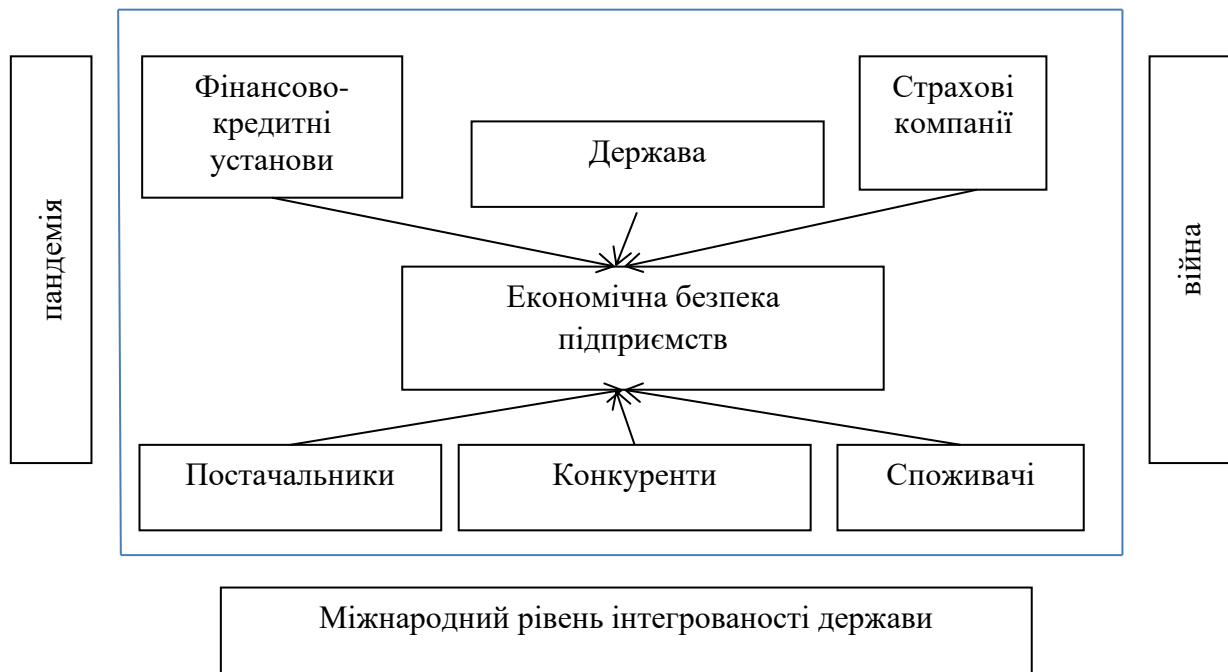 Фінансово-
кредитні
установи
Страхові
компанії
Держава
пандемія
війна
Економічна безпека
підприємств
Постачальники
Конкуренти
Споживачі
Міжнародний рівень інтегрованості держави